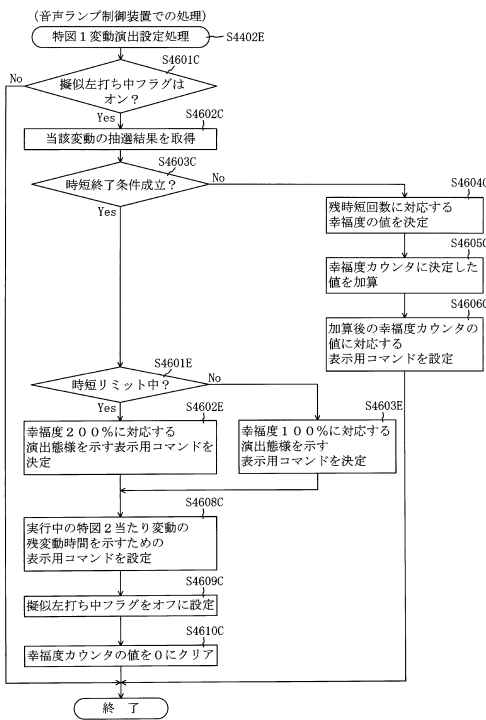 (音声ランプ制御装置での処理)
特図1変動演出設定処理
S4402E
S4601C
擬似左打ち中フラグは
オン?
No
Yes
S4602C
当該変動の抽選結果を取得
S4603C
時短終了条件成立?
No
Yes
S4604C
残時短回数に対応する
幸福度の値を決定
S4605C
幸福度カウンタに決定した
値を加算
S4606C
加算後の幸福度カウンタの
値に対応する
表示用コマンドを設定
S4601E
時短リミット中?
No
Yes
S4602E
幸福度200%に対応する
演出態様を示す表示用コマンドを
決定
S4603E
幸福度100%に対応する
演出態様を示す
表示用コマンドを決定
S4608C
実行中の特図2当たり変動の
残変動時間を示すための
表示用コマンドを設定
S4609C
擬似左打ち中フラグをオフに設定
S4610C
幸福度カウンタの値を0にクリア
終 了